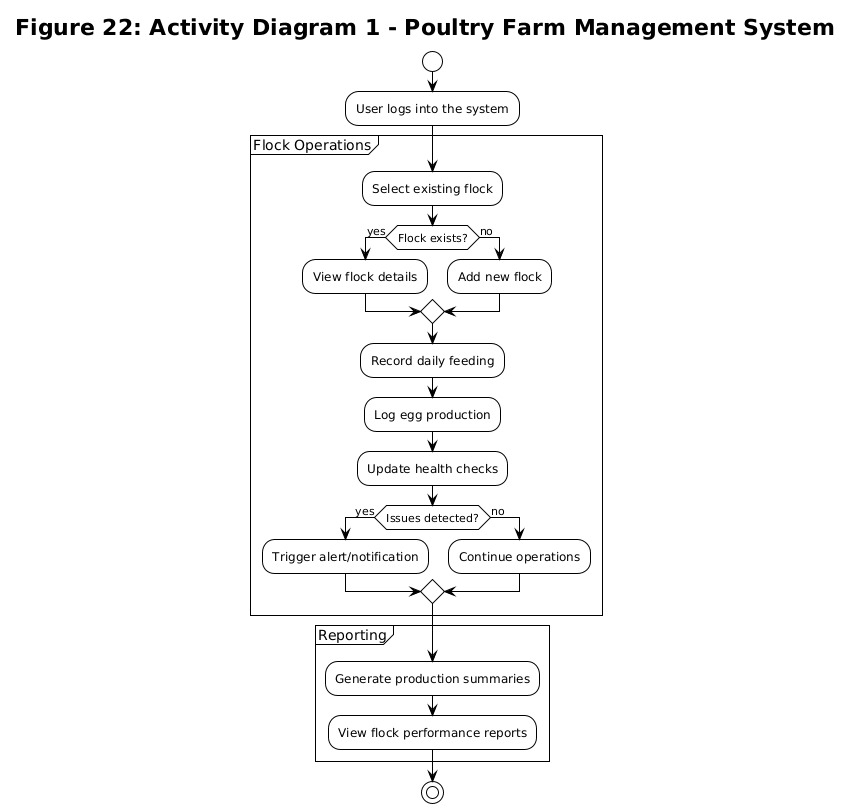 Figure 22: Activity Diagram 1 - Poultry Farm Management System
User logs into the system
Flock Operations
Select existing flock
yes
Flock exists?
no
View flock details
Add new flock
Record daily feeding
Log egg production
Update health checks
yes
Issues detected?
no
Trigger alert/notification
Continue operations
Reporting
Generate production summaries
View flock performance reports